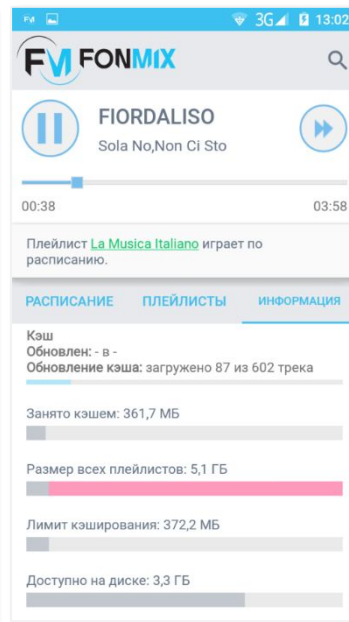 FM 3G 13:02
FM FONMIX
FIORDALISO
Sola No,Non Ci Sto
00:38 03:58
Плейлист La Musica Italiano играет по
расписанию.
РАСПИСАНИЕ ПЛЕЙЛИСТЫ ИНФОРМАЦИЯ
Кэш
Обновлен: - в -
Обновление кэша: загружено 87 из 602 трека
Занято кэшем: 361,7 МБ
Размер всех плейлистов: 5,1 ГБ
Лимит кэширования: 372,2 МБ
Доступно на диске: 3,3 ГБ